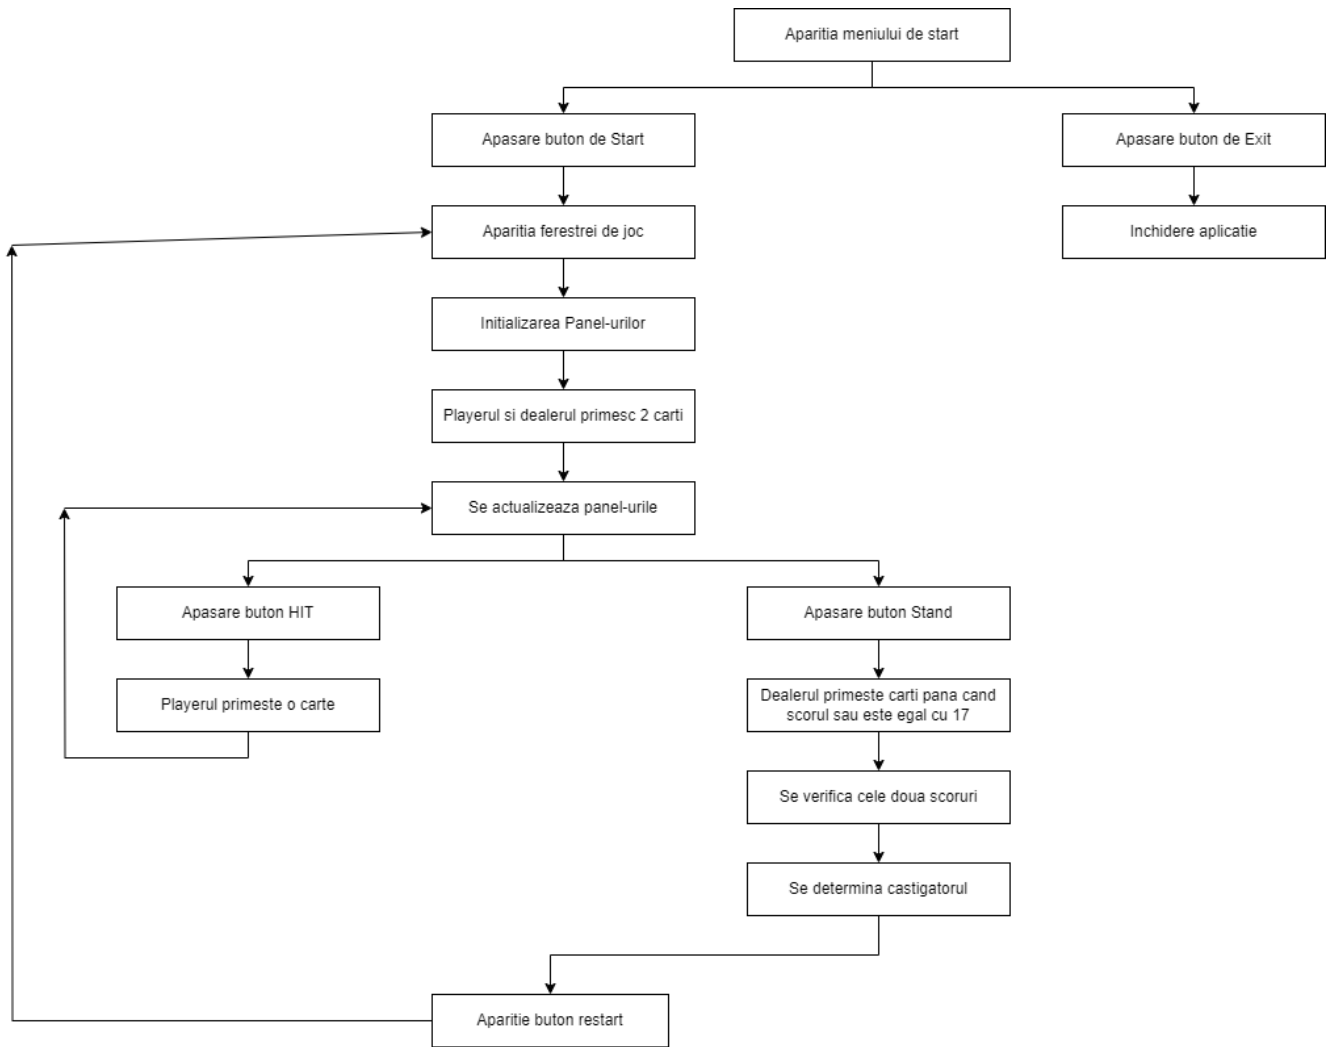 Aparitia meniului de start
Apasare buton de Start
Apasare buton de Exit
Aparitia ferestrei de joc
Inchidere aplicatie
Initializarea Panel-urilor
Playerul si dealerul primesc 2 carti
Se actualizeaza panel-urile
Apasare buton HIT
Apasare buton Stand
Playerul primeste o carte
Dealerul primeste carti pana cand
scorul sau este egal cu 17
Se verifica cele doua scoruri
Se determina castigatorul
Aparitie buton restart